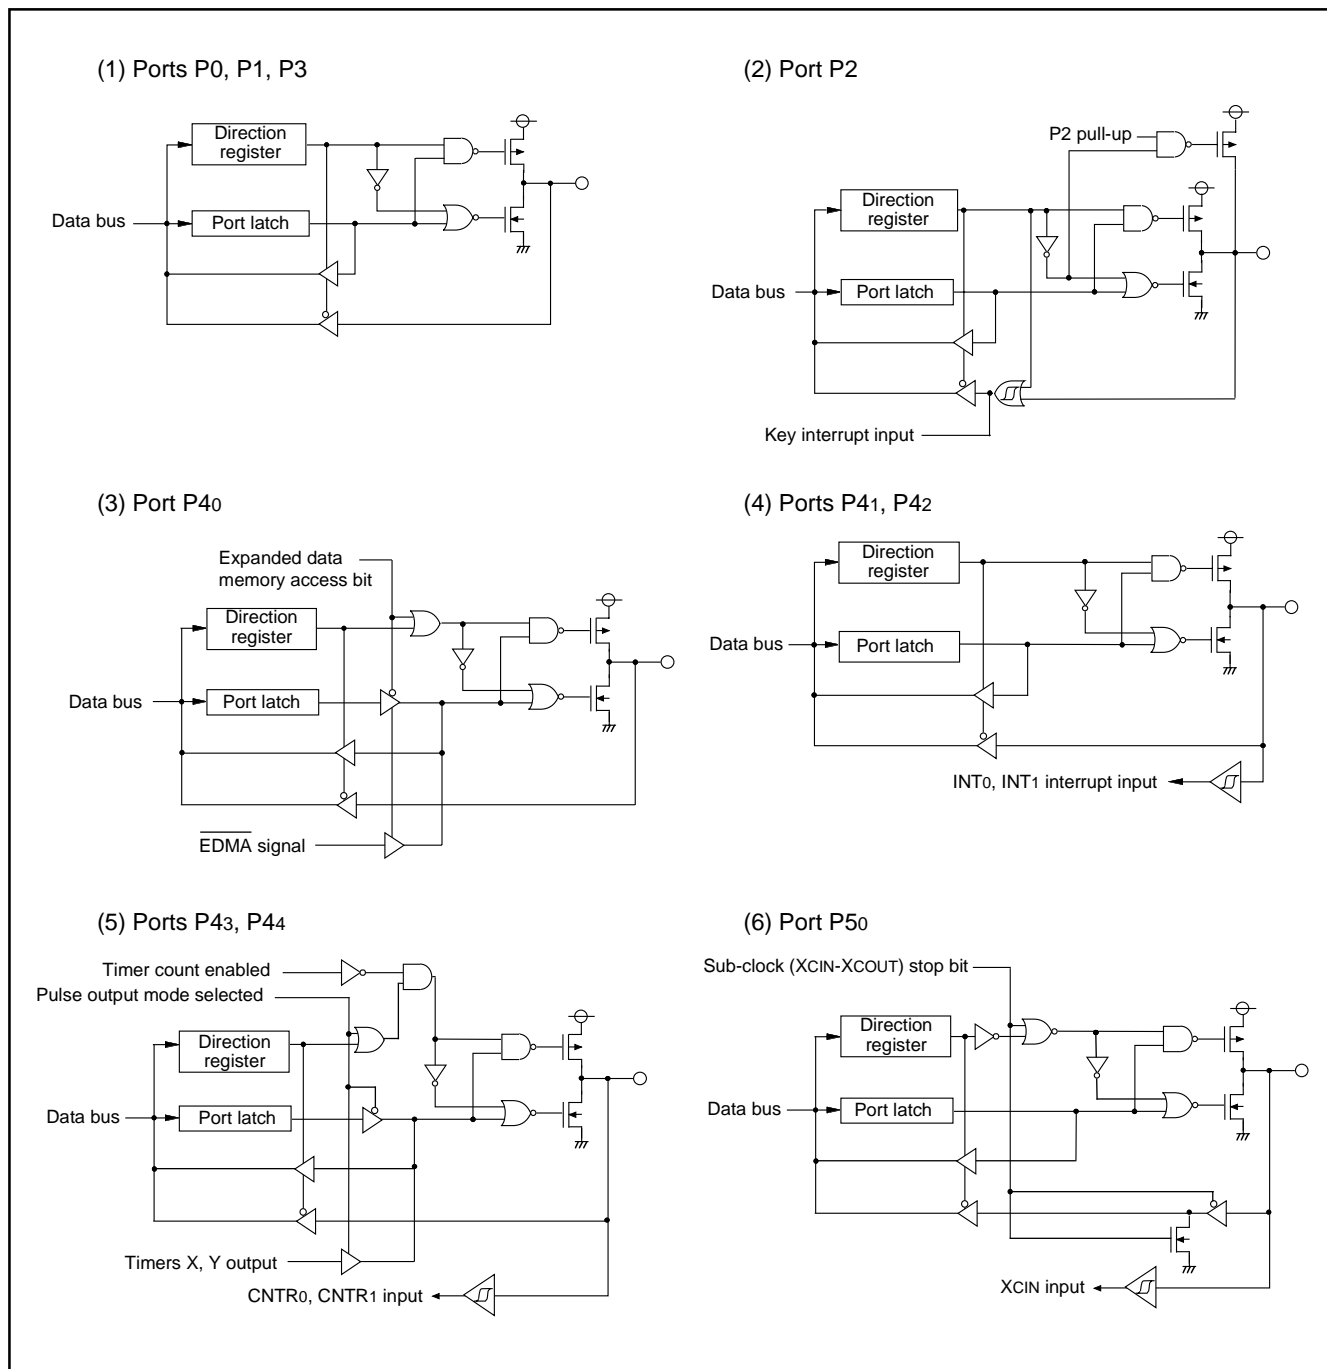 (1) Ports P0, P1, P3
Direction
register
Data bus
Port latch
(2) Port P2
P2 pull-up
Direction
register
Data bus
Port latch
Key interrupt input
(3) Port P40
Expanded data
memory access bit
Direction
register
Data bus
Port latch
EDMA signal
(4) Ports P41, P42
Direction
register
Data bus
Port latch
INT0, INT1 interrupt input
(5) Ports P43, P44
Timer count enabled
Pulse output mode selected
Direction
register
Data bus
Port latch
Timers X, Y output
CNTR0, CNTR1 input
(6) Port P50
Sub-clock (XCIN-XCOUT) stop bit
Direction
register
Data bus
Port latch
XCIN input